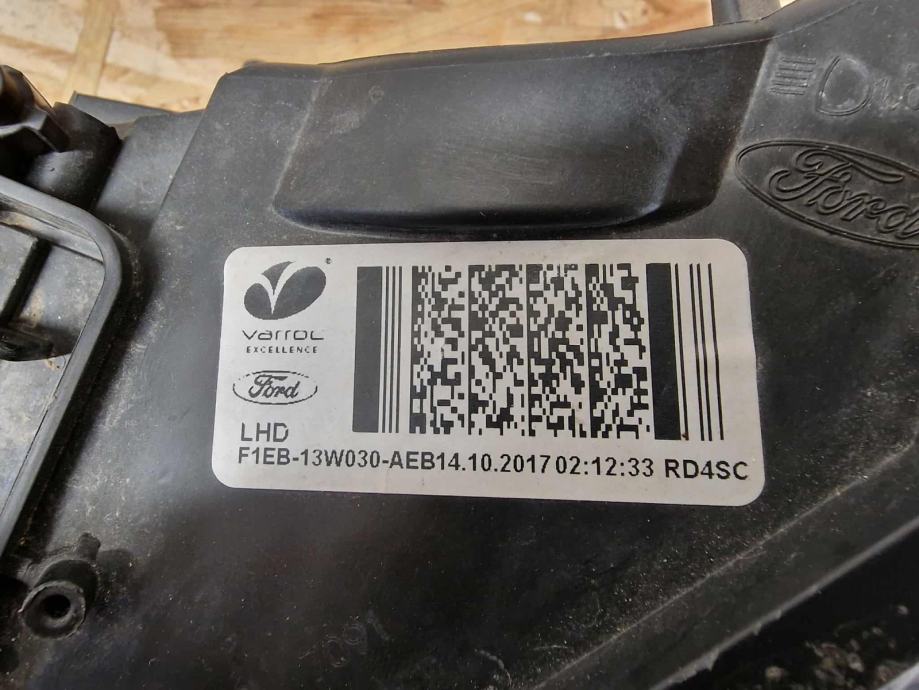 Ford
varroc
EXCELLENCE
Ford
LHD
F1EB-13W030-AEB14.10.2017 02:12:33 RD4SC